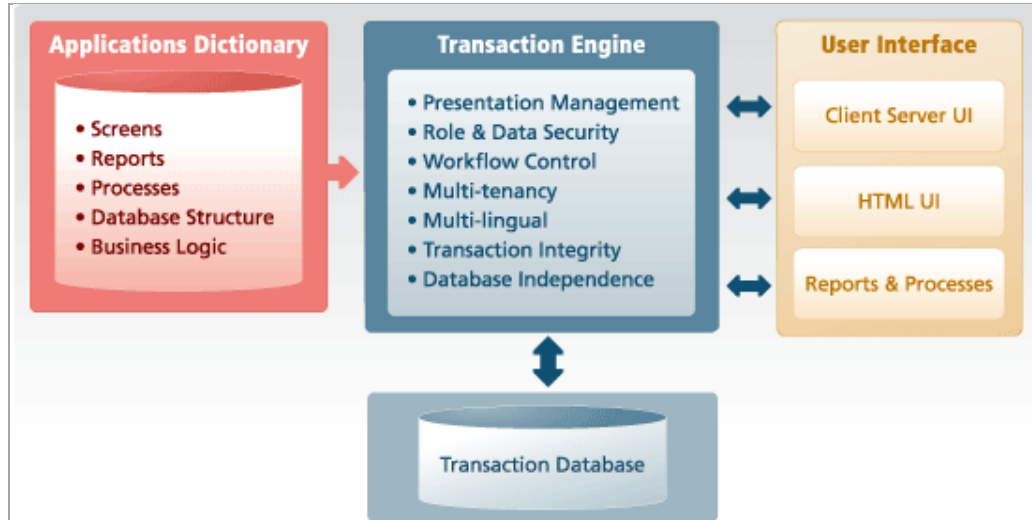 Applications Dictionary
• Screens
• Reports
• Processes
• Database Structure
• Business Logic
Transaction Engine
• Presentation Management
• Role & Data Security
• Workflow Control
• Multi-tenancy
• Multi-lingual
• Transaction Integrity
• Database Independence
User Interface
Client Server UI
HTML UI
Reports & Processes
Transaction Database